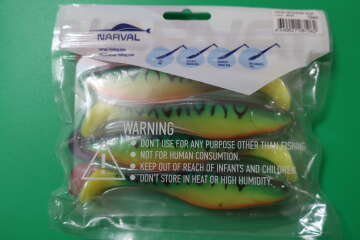 NARVAL
WARNING
● DON'T USE FOR ANY PURPOSE OTHER THAN FISHING
● NOT FOR HUMAN CONSUMTION.
● KEEP OUT OF REACH OF INFANTS AND CHILDREN
● DON'T STORE IN HEAT OR HIGH HUMIDITY.